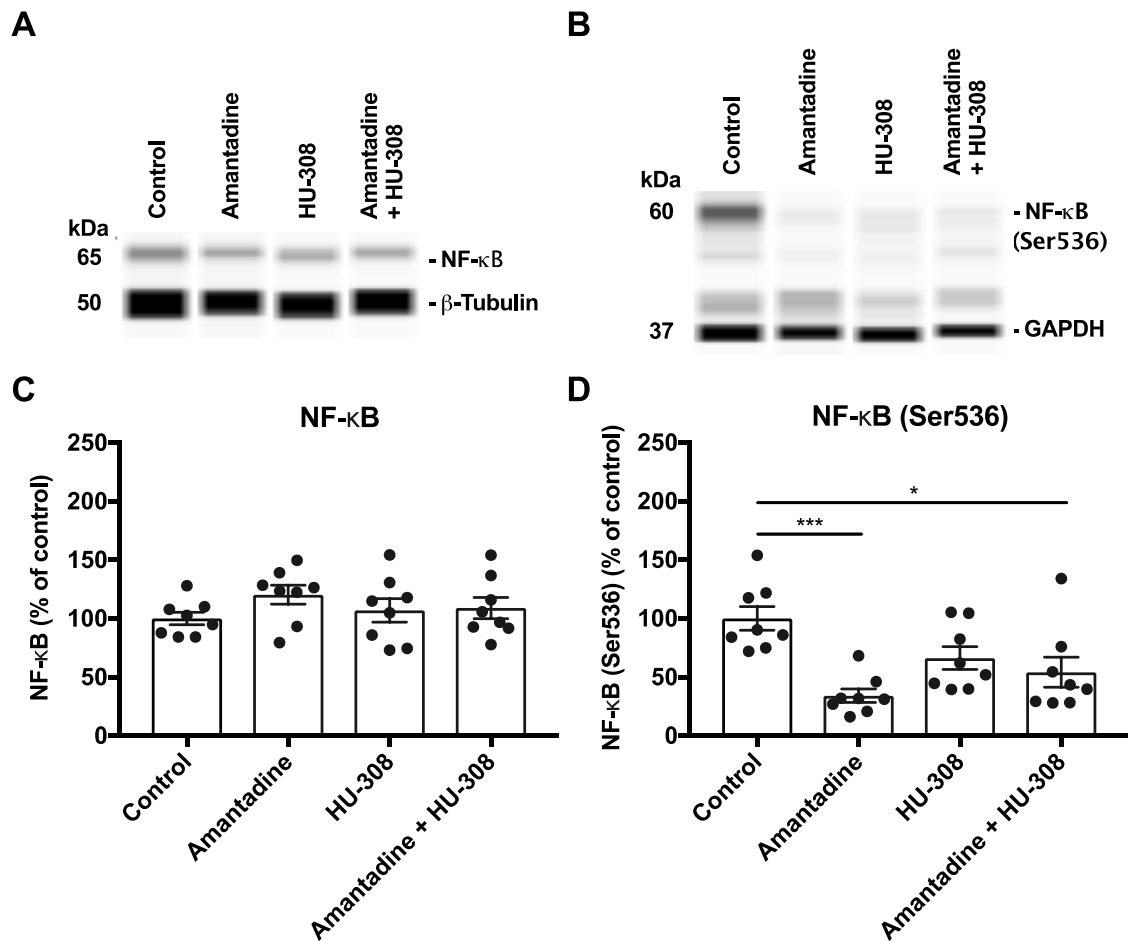 A
Control
Amantadine
HU-308
Amantadine
+ HU-308
kDa
65
- NF-κB
50
- β-Tubulin
B
Control
Amantadine
HU-308
Amantadine
+ HU-308
kDa
60
- NF-κB
(Ser536)
37
- GAPDH
C
NF-κB
NF-κB (% of control)
250
200
150
100
50
0
Control
Amantadine
HU-308
Amantadine + HU-308
D
NF-κB (Ser536)
NF-κB (Ser536) (% of control)
250
200
150
100
50
0
*
***
Control
Amantadine
HU-308
Amantadine + HU-308